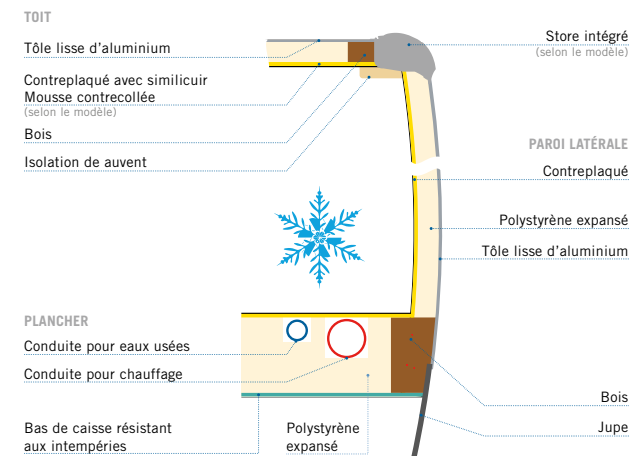 TOIT
Tôle lisse d'aluminium
Contreplaqué avec similicuir
Mousse contrecollée
(selon le modèle)
Bois
Isolation de auvent
Store intégré
(selon le modèle)
PAROI LATÉRALE
Contreplaqué
Polystyrène expansé
Tôle lisse d'aluminium
PLANCHER
Conduite pour eaux usées
Conduite pour chauffage
Bas de caisse résistant
aux intempéries
Polystyrène
expansé
Bois
Jupe